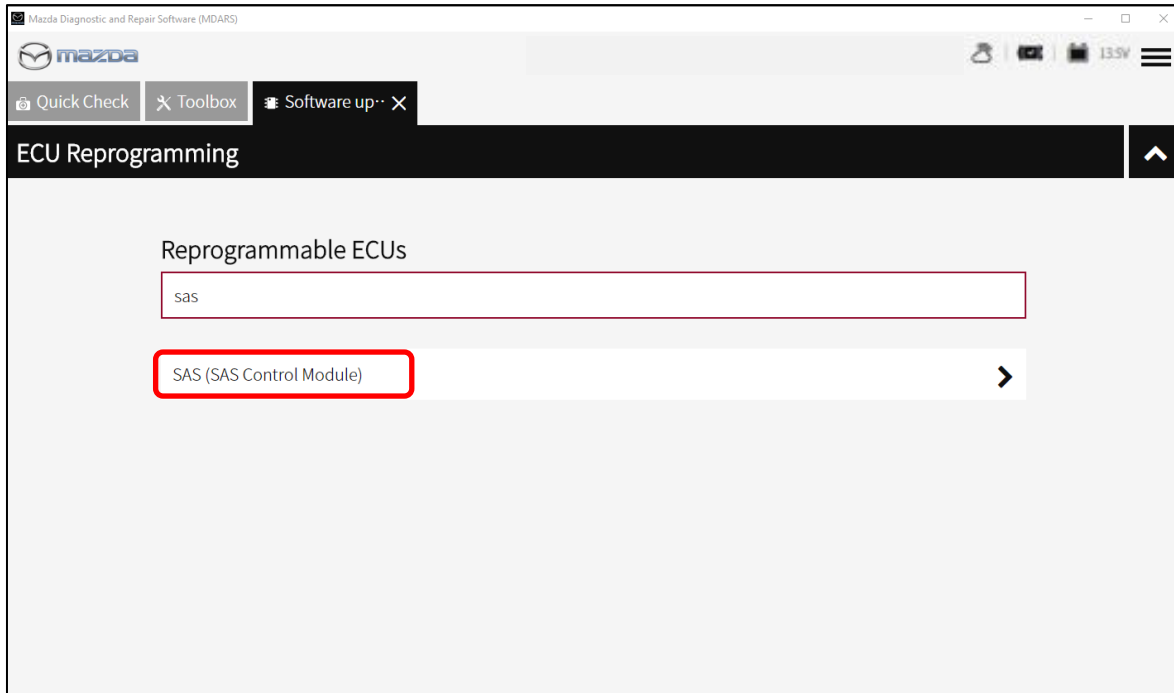 Mazda Diagnostic and Repair Software (MDARS)
mazda
13.5V
Quick Check
Toolbox
Software up··
ECU Reprogramming
Reprogrammable ECUs
sas
SAS (SAS Control Module)